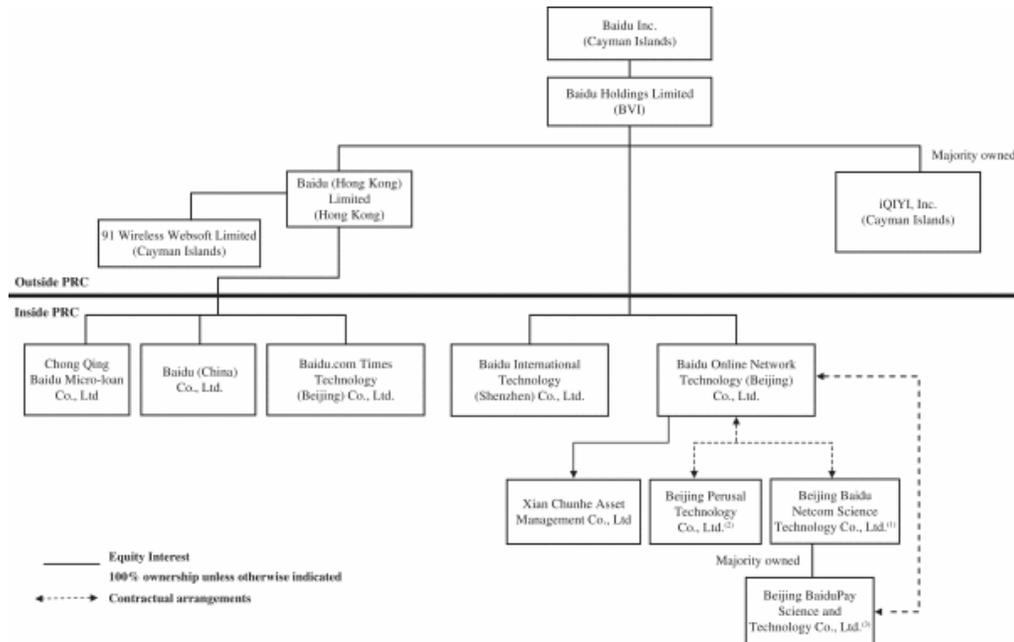 Baidu Inc.
(Cayman Islands)
Baidu Holdings Limited
(BVI)
Majority owned
Baidu (Hong Kong)
Limited
(Hong Kong)
iQIYI, Inc.
(Cayman Islands)
91 Wireless Websoft Limited
(Cayman Islands)
Outside PRC
Inside PRC
Chong Qing
Baidu Micro-loan
Co., Ltd
Baidu (China)
Co., Ltd.
Baidu.com Times
Technology
(Beijing) Co., Ltd.
Baidu International
Technology
(Shenzhen) Co., Ltd.
Baidu Online Network
Technology (Beijing)
Co., Ltd.
Xian Chunhe Asset
Management Co., Ltd
Beijing Perusal
Technology
Co., Ltd.(2)
Beijing Baidu
Netcom Science
Technology Co., Ltd.(1)
Majority owned
Beijing BaiduPay
Science and
Technology Co., Ltd.(3)
Equity Interest
100% ownership unless otherwise indicated
Contractual arrangements